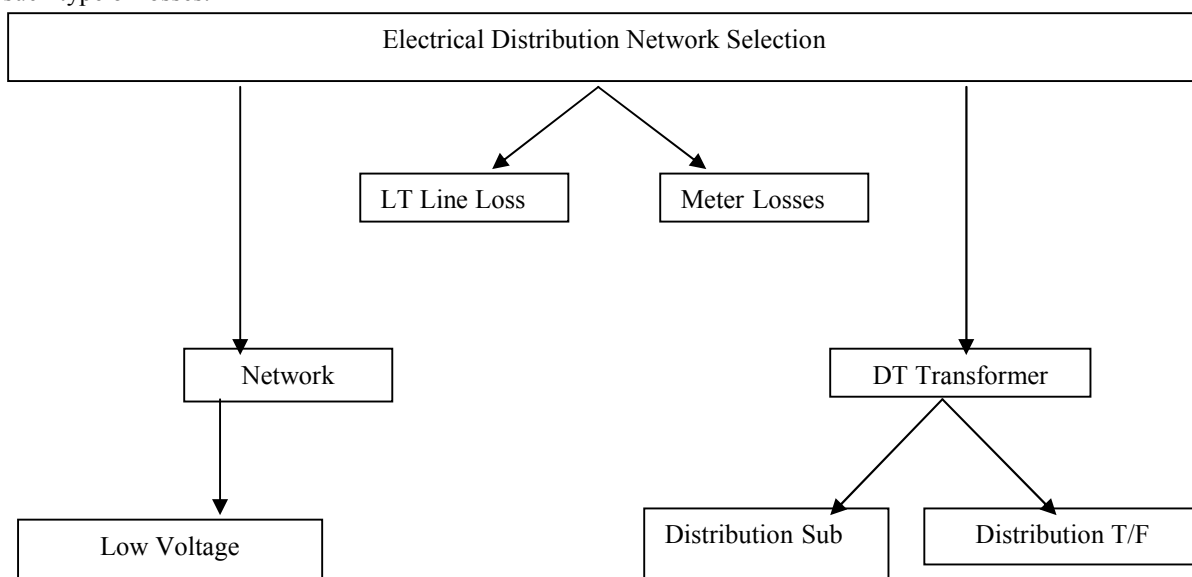 Electrical Distribution Network Selection
LT Line Loss
Meter Losses
Network
DT Transformer
Low Voltage
Distribution Sub
Distribution T/F